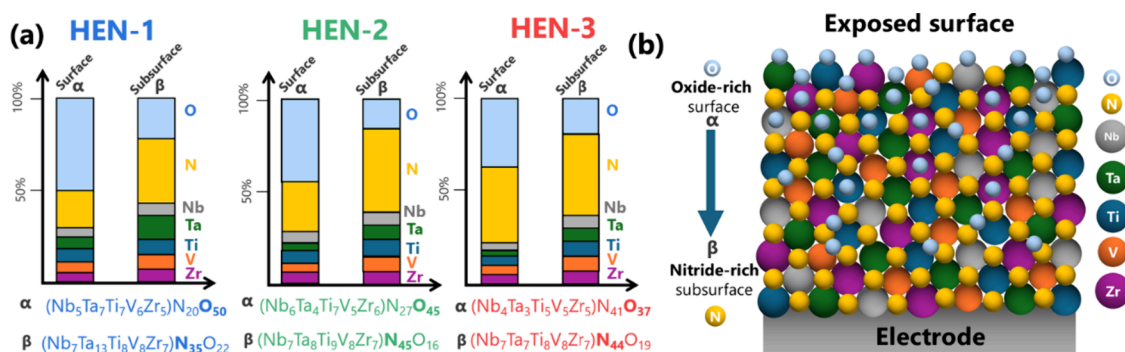 (a)
HEN-1
HEN-2
HEN-3
(b)
Exposed surface
Surface
α
Subsurface
β
Surface
α
Subsurface
β
Surface
α
Subsurface
β
100%
50%
O
N
Nb
Ta
Ti
V
Zr
100%
50%
O
N
Nb
Ta
Ti
V
Zr
100%
50%
O
N
Nb
Ta
Ti
V
Zr
α (Nb₅Ta₇Ti₇V₆Zr₅)N₂₀O₅₀
β (Nb₇Ta₁₃Ti₈V₈Zr₇)N₃₅O₂₂
α (Nb₆Ta₄Ti₇V₅Zr₆)N₂₇O₄₅
β (Nb₇Ta₈Ti₉V₈Zr₇)N₄₅O₁₆
α (Nb₄Ta₃Ti₅V₅Zr₅)N₄₁O₃₇
β (Nb₇Ta₇Ti₈V₈Zr₇)N₄₄O₁₉
O
Oxide-rich
surface
α
β
Nitride-rich
subsurface
N
Electrode
O
N
Nb
Ta
Ti
V
Zr